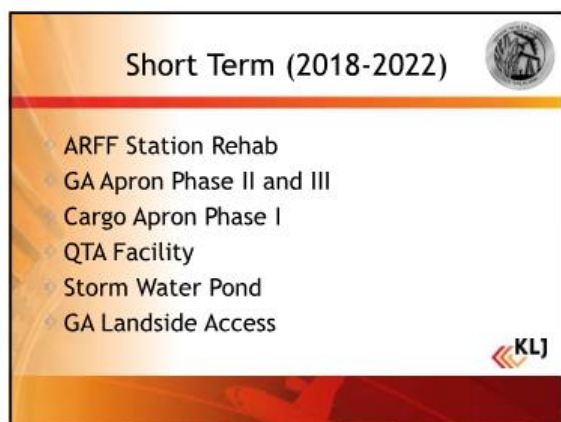 Short Term (2018-2022)
ARFF Station Rehab
GA Apron Phase II and III
Cargo Apron Phase I
QTA Facility
Storm Water Pond
GA Landside Access
KLJ